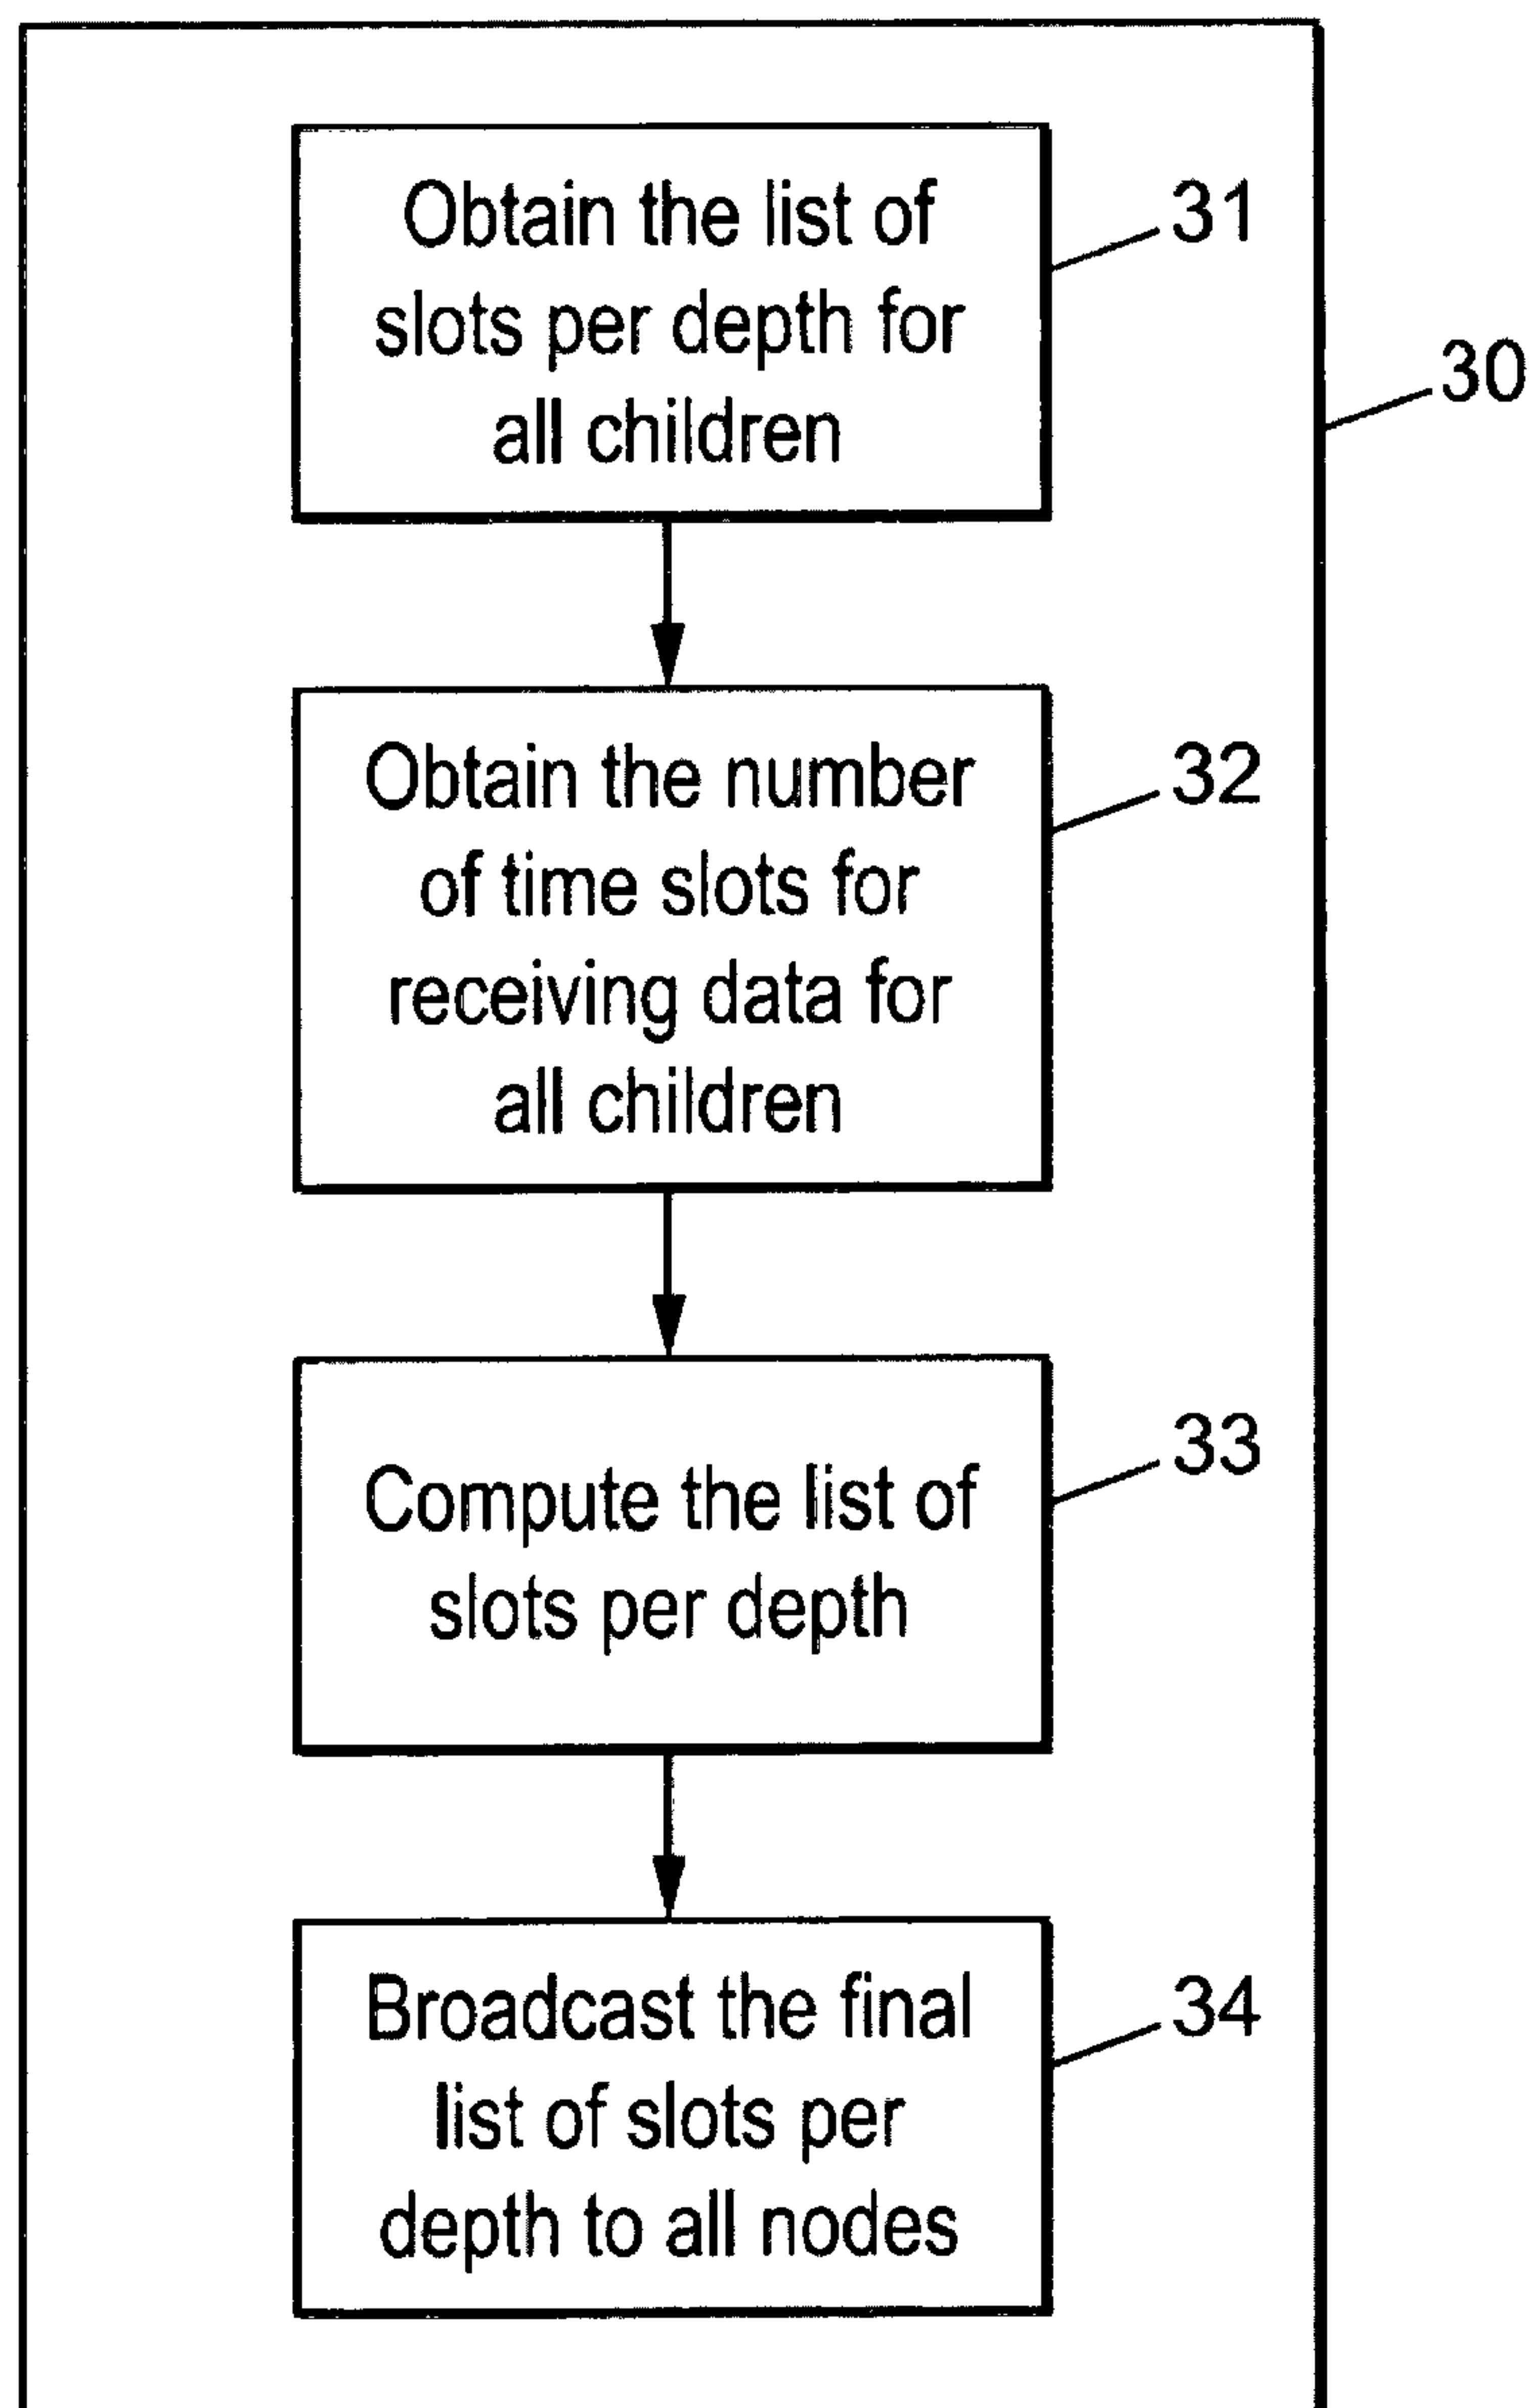 Obtain the list of
slots per depth for
all children
31
30
Obtain the number
of time slots for
receiving data for
all children
32
Compute the list of
slots per depth
33
Broadcast the final
list of slots per
depth to all nodes
34